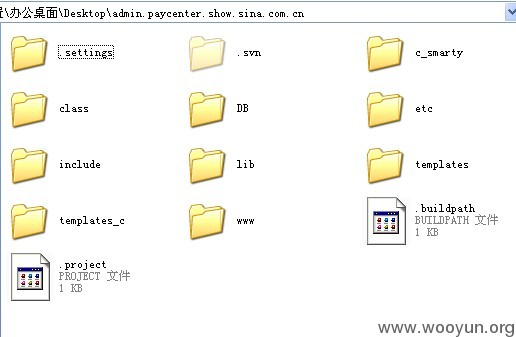 \办公桌面\Desktop\admin.paycenter.show.sina.com.cn
.settings
.svn
c_smarty
class
DB
etc
include
lib
templates
templates_c
www
.buildpath
BUILDPATH 文件
1 KB
.project
PROJECT 文件
1 KB
www.wooyun.org